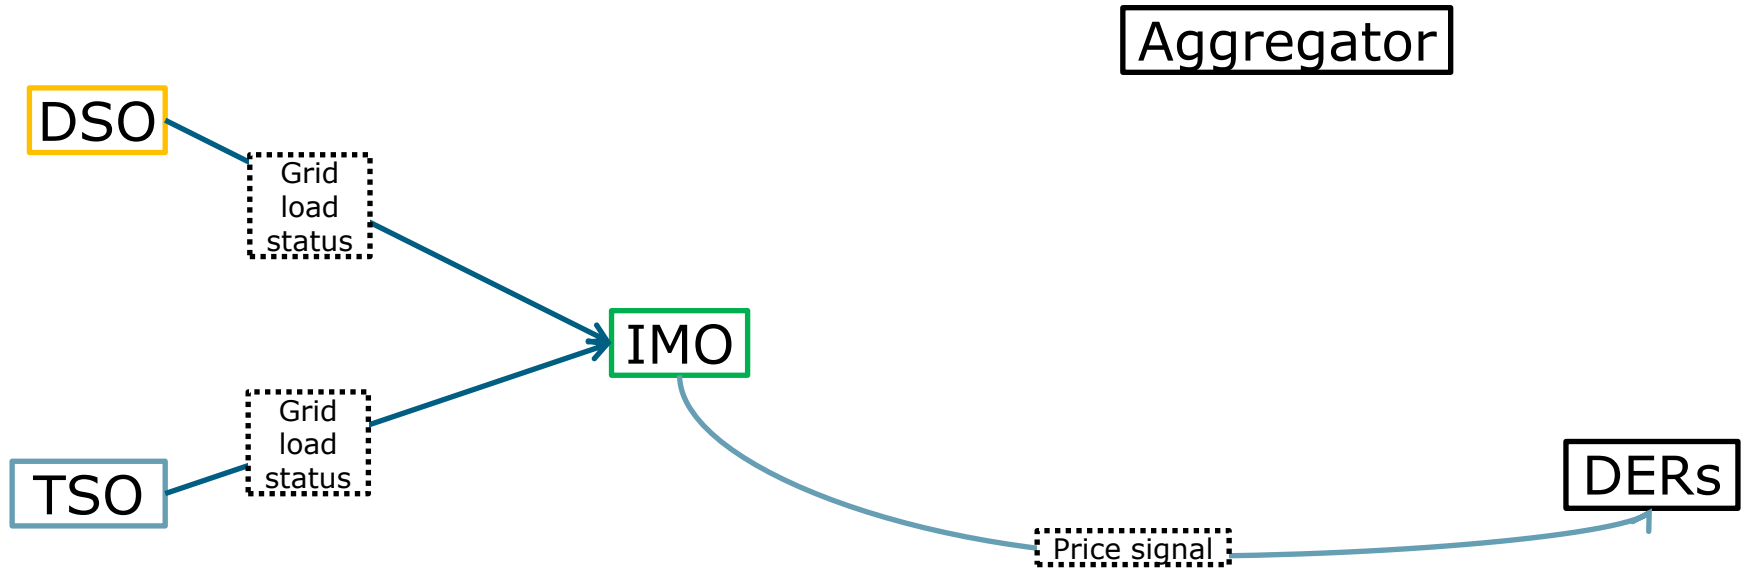 Aggregator
DSO
Grid
load
status
IMO
Grid
load
status
TSO
DERs
Price signal